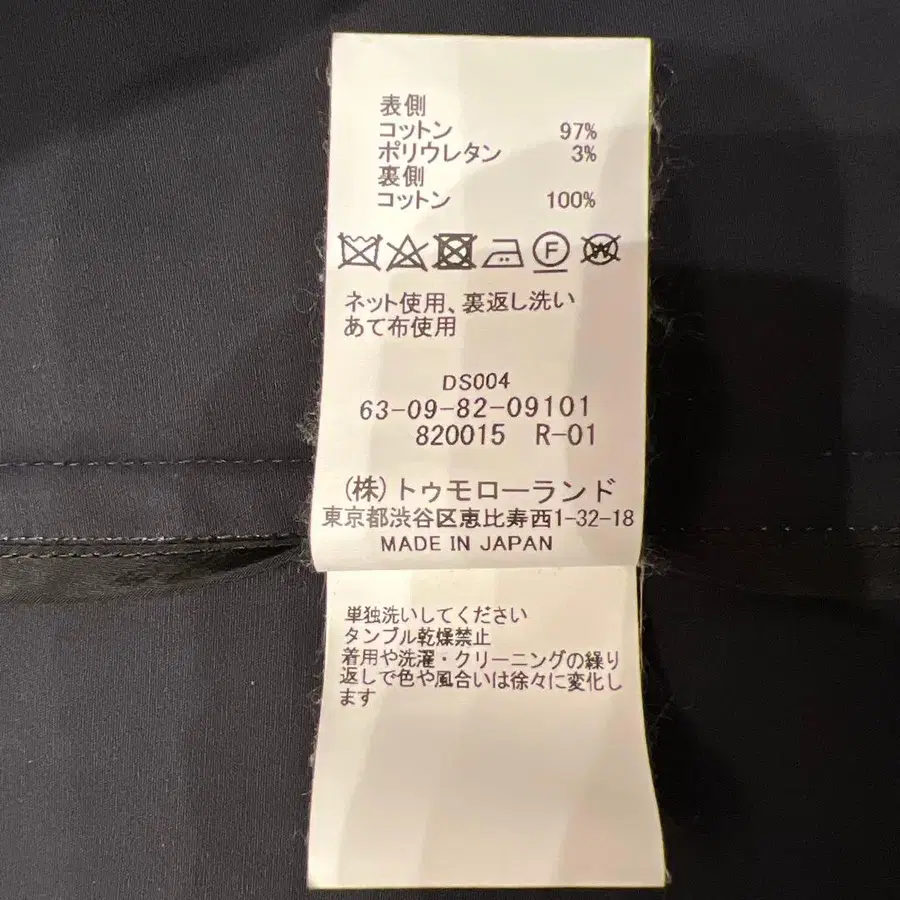 表側
コットン 97%
ポリウレタン 3%
裏側
コットン 100%
F W
ネット使用、裏返し洗い
あて布使用
DS004
63-09-82-09101
820015 R-01
(株)トゥモローランド
東京都渋谷区恵比寿西1-32-18
MADE IN JAPAN
単独洗いしてください
タンブル乾燥禁止
着用や洗濯・クリーニングの繰り
返しで色や風合いは徐々に変化し
ます